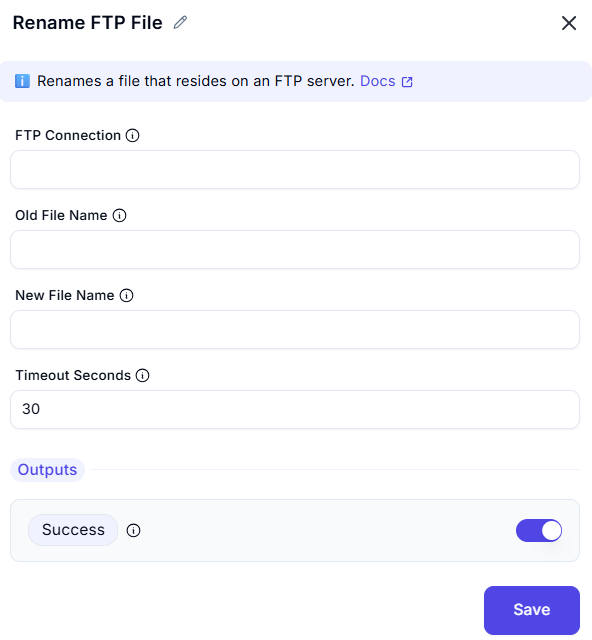 Rename FTP File
Renames a file that resides on an FTP server. Docs
FTP Connection
Old File Name
New File Name
Timeout Seconds
30
Outputs
Success
Save